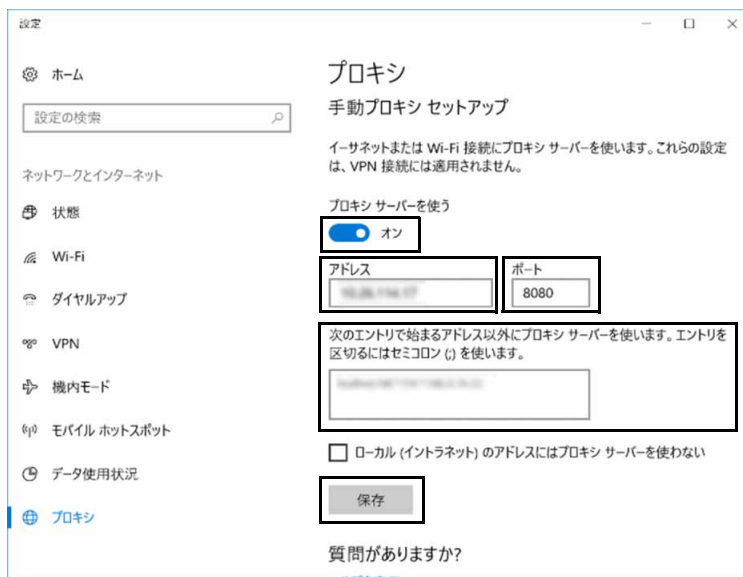 設定
ホーム
設定の検索
ネットワークとインターネット
状態
Wi-Fi
ダイヤルアップ
VPN
機内モード
モバイル ホットスポット
データ使用状況
プロキシ
プロキシ
手動プロキシ セットアップ
イーサネットまたは Wi-Fi 接続にプロキシ サーバーを使います。これらの設定
は、VPN 接続には適用されません。
プロキシ サーバーを使う
オン
アドレス
ポート
8080
次のエントリで始まるアドレス以外にプロキシ サーバーを使います。エントリを
区切るにはセミコロン (;) を使います。
ローカル (イントラネット) のアドレスにはプロキシ サーバーを使わない
保存
質問がありますか?